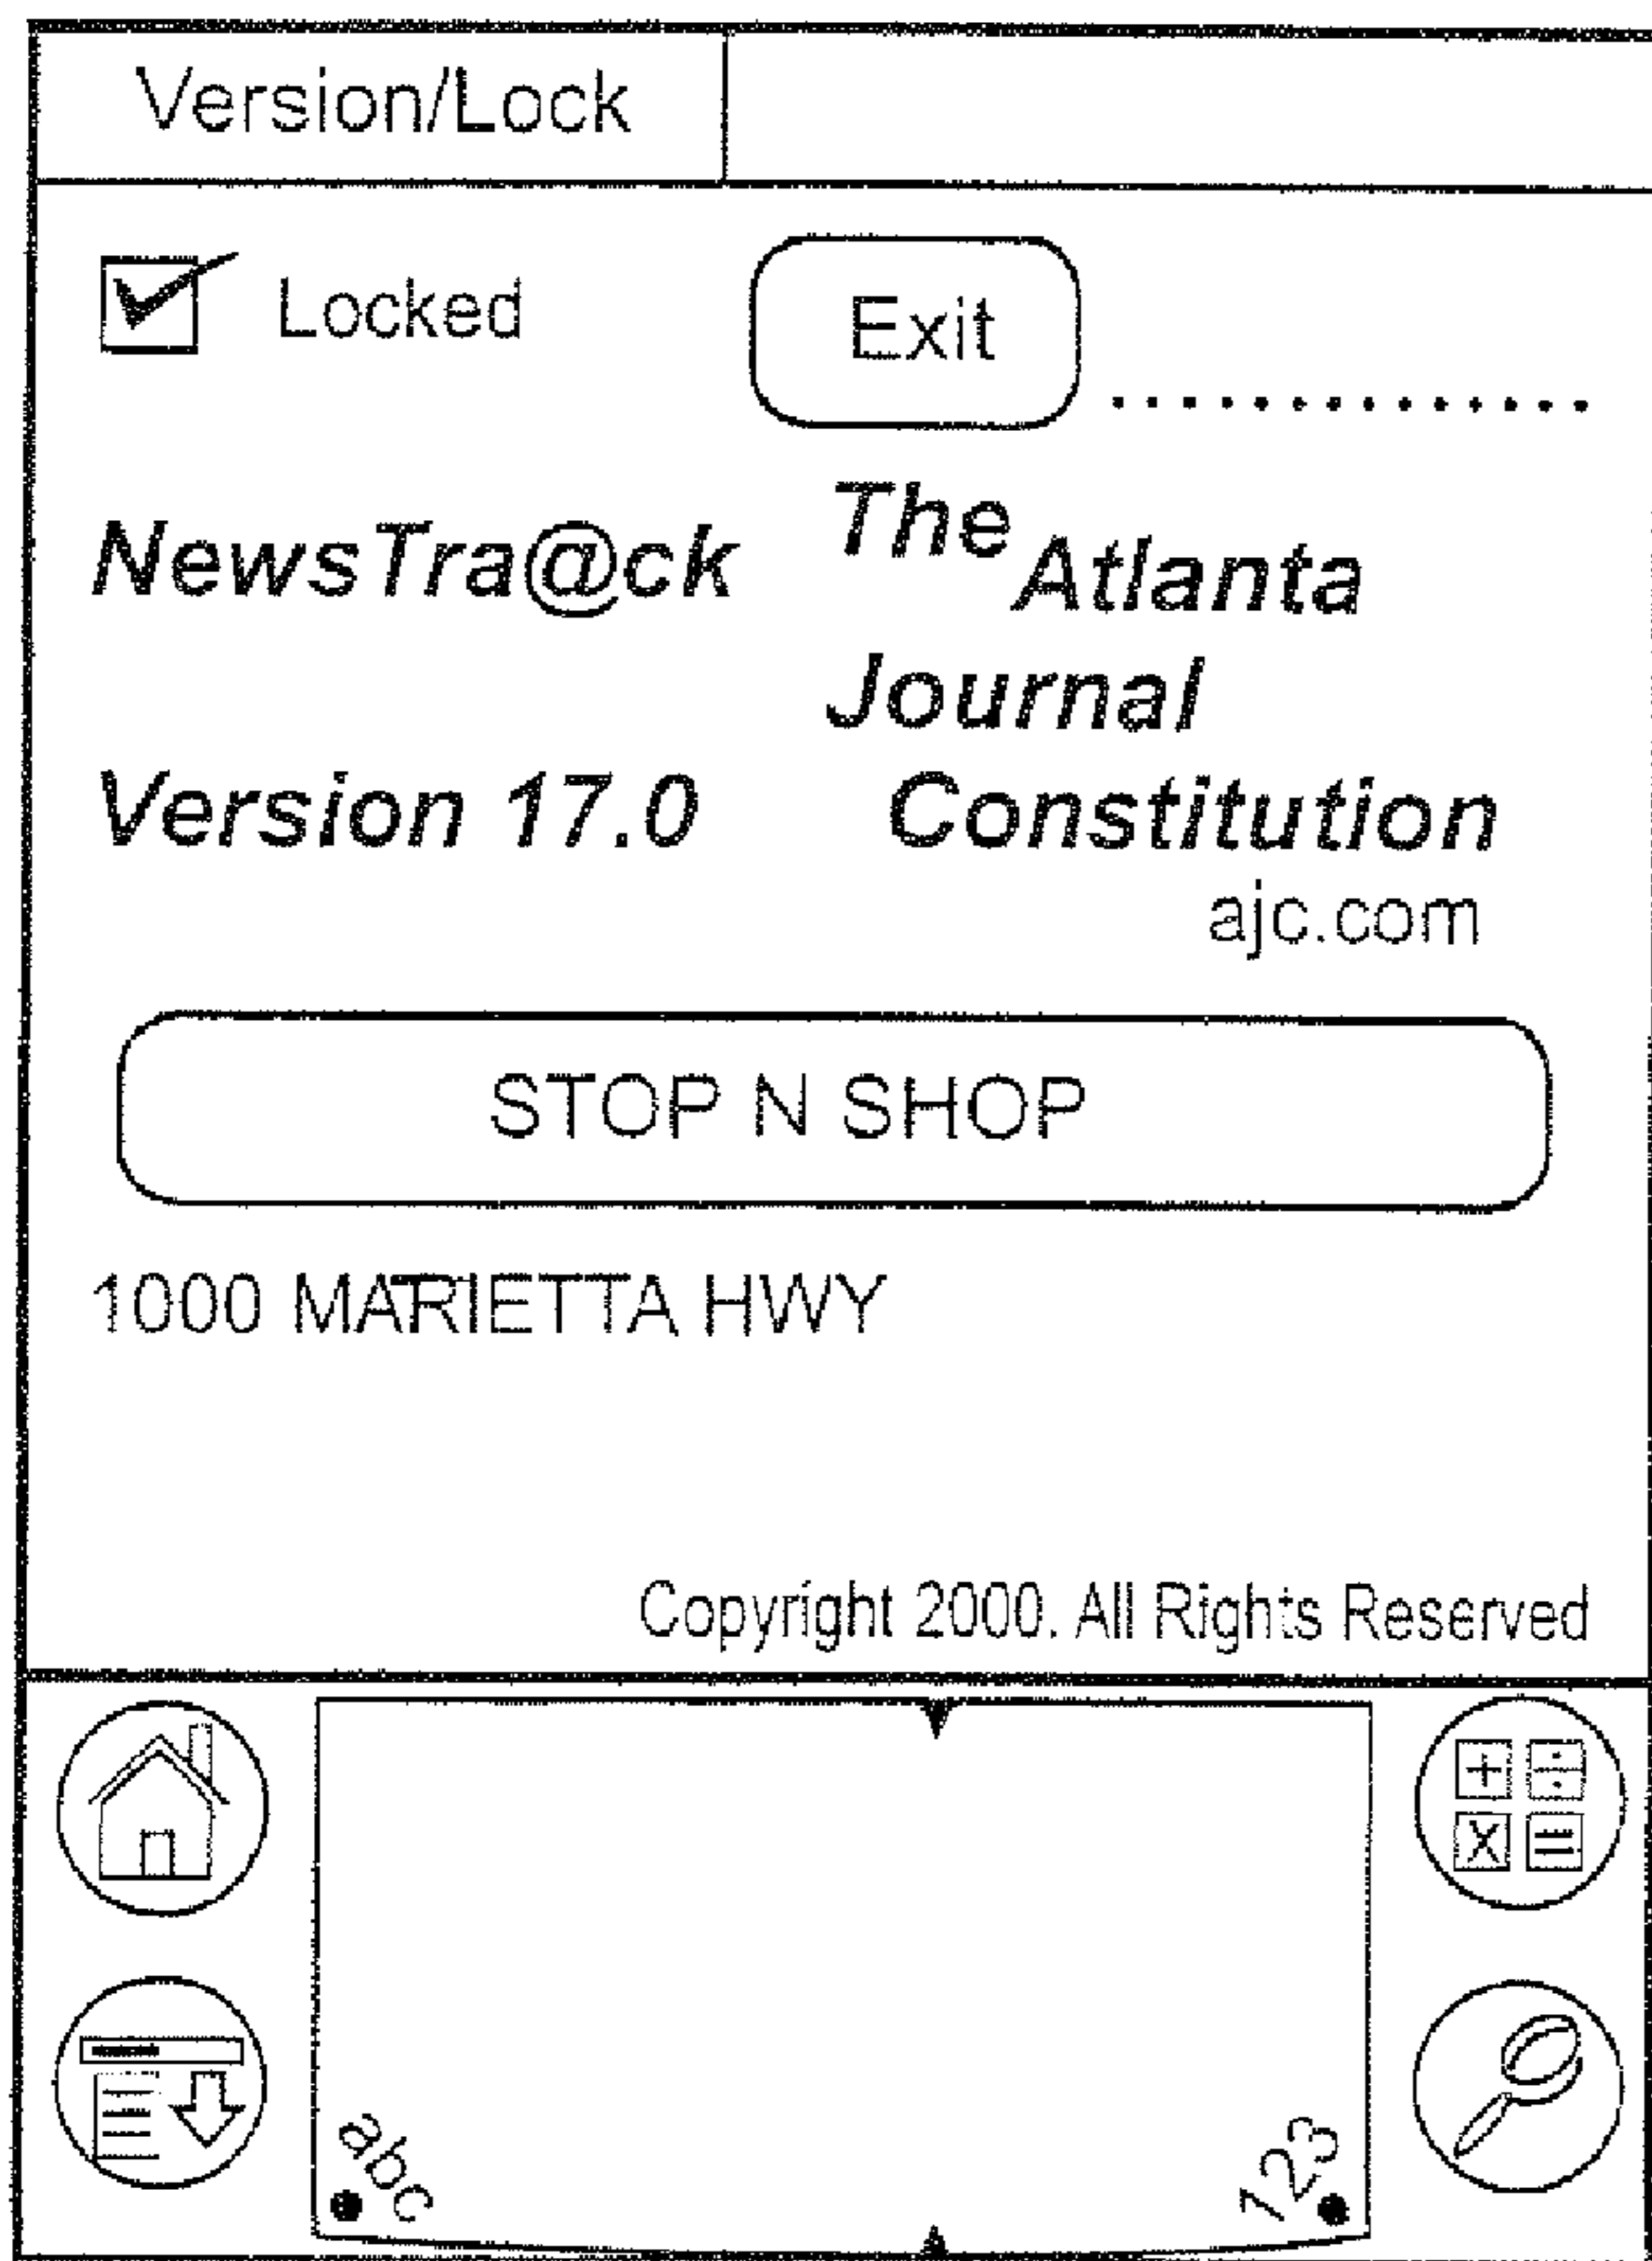 Version/Lock
Locked
Exit
...............
NewsTra@ck
Version 17.0
The Atlanta
Journal
Constitution
ajc.com
STOP N SHOP
1000 MARIETTA HWY
Copyright 2000. All Rights Reserved
+ ÷
X =
abc
123